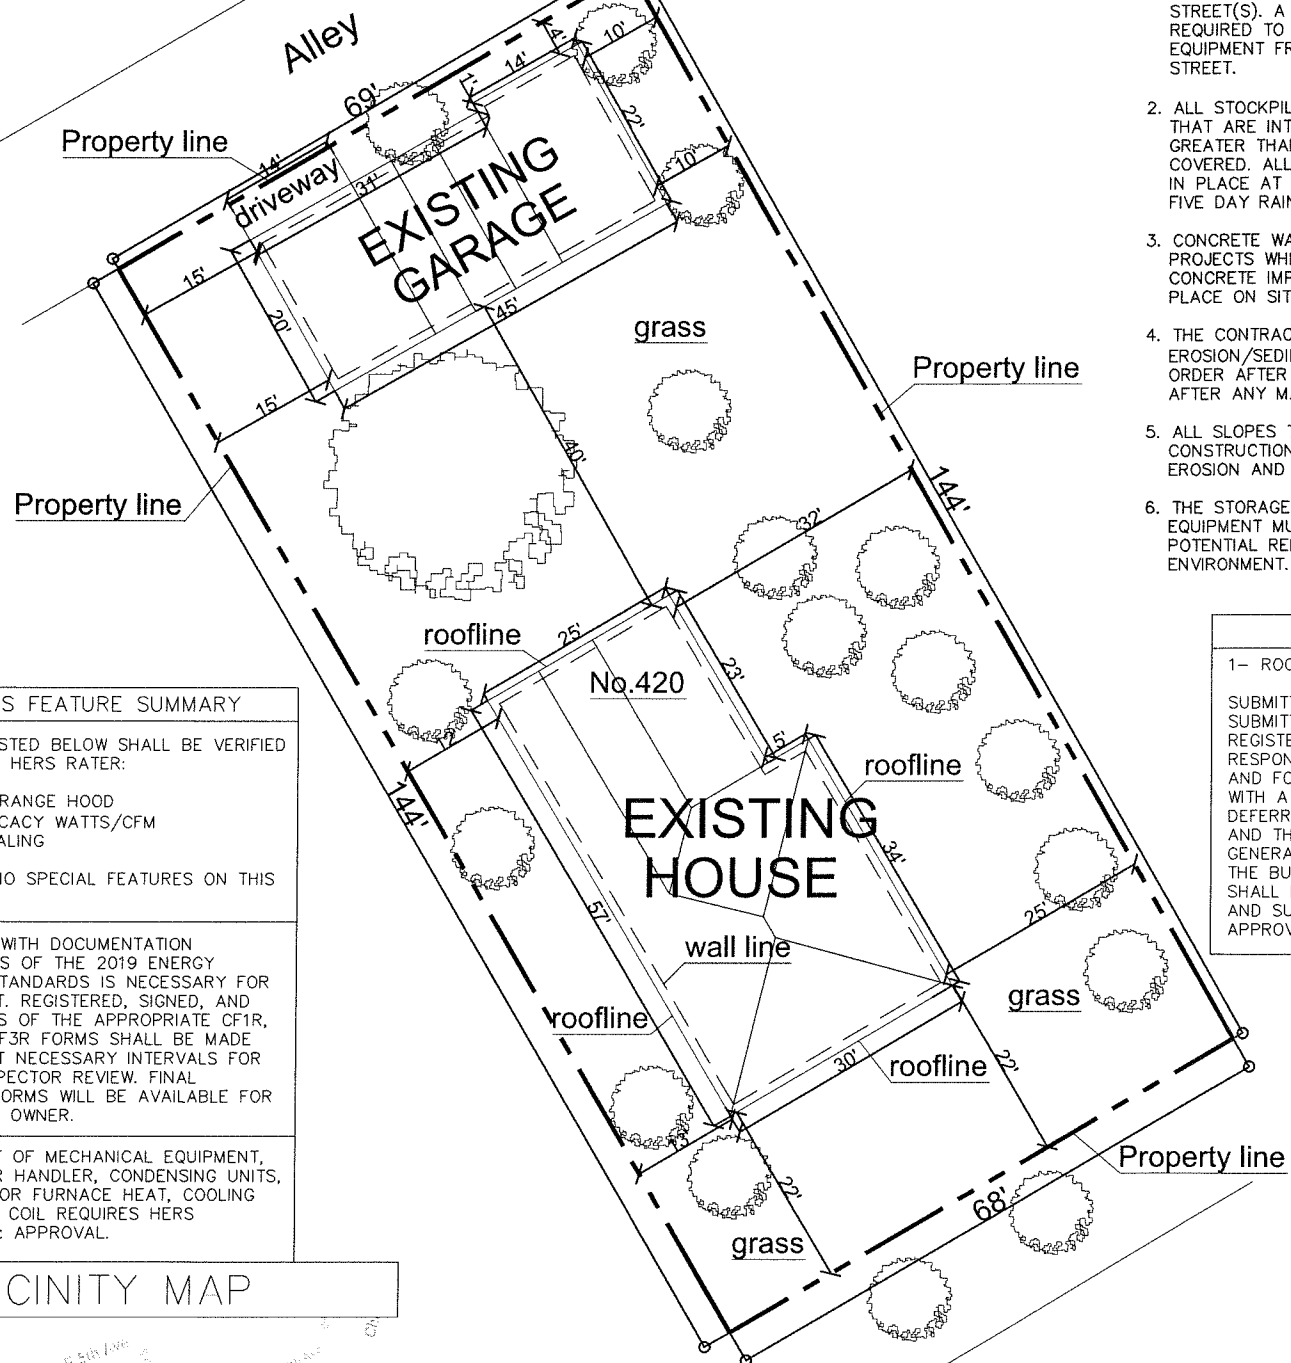 Alley
69'
Property line
14'
driveway
31'
4'
10'
14'
1'
22'
10'
EXISTING
GARAGE
15'
20'
45'
15'
grass
Property line
40'
144'
Property line
32'
roofline
25'
No.420
23'
5'
roofline
12'
144'
EXISTING
HOUSE
34'
25'
57'
wall line
grass
roofline
30'
roofline
22'
13'
22'
Property line
68'
grass
S FEATURE SUMMARY
STED BELOW SHALL BE VERIFIED
HERS RATER:
RANGE HOOD
CACY WATTS/CFM
ALING
NO SPECIAL FEATURES ON THIS
WITH DOCUMENTATION
S OF THE 2019 ENERGY
TANDARDS IS NECESSARY FOR
T. REGISTERED, SIGNED, AND
S OF THE APPROPRIATE CF1R,
F3R FORMS SHALL BE MADE
T NECESSARY INTERVALS FOR
PECTOR REVIEW. FINAL
ORMS WILL BE AVAILABLE FOR
OWNER.
T OF MECHANICAL EQUIPMENT,
R HANDLER, CONDENSING UNITS,
OR FURNACE HEAT, COOLING
COIL REQUIRES HERS
APPROVAL.
CINITY MAP
STREET(S). A
REQUIRED TO
EQUIPMENT FR
STREET.
2. ALL STOCKPIL
THAT ARE INT
GREATER THA
COVERED. ALL
IN PLACE AT
FIVE DAY RAIN
3. CONCRETE WA
PROJECTS WHE
CONCRETE IMP
PLACE ON SIT
4. THE CONTRAC
EROSION/SEDI
ORDER AFTER
AFTER ANY M
5. ALL SLOPES T
CONSTRUCTION
EROSION AND
6. THE STORAGE
EQUIPMENT MU
POTENTIAL REL
ENVIRONMENT.
1- ROO
SUBMITT
SUBMITT
REGISTE
RESPON
AND FO
WITH A
DEFERR
AND TH
GENERA
THE BU
SHALL
AND SU
APPROV